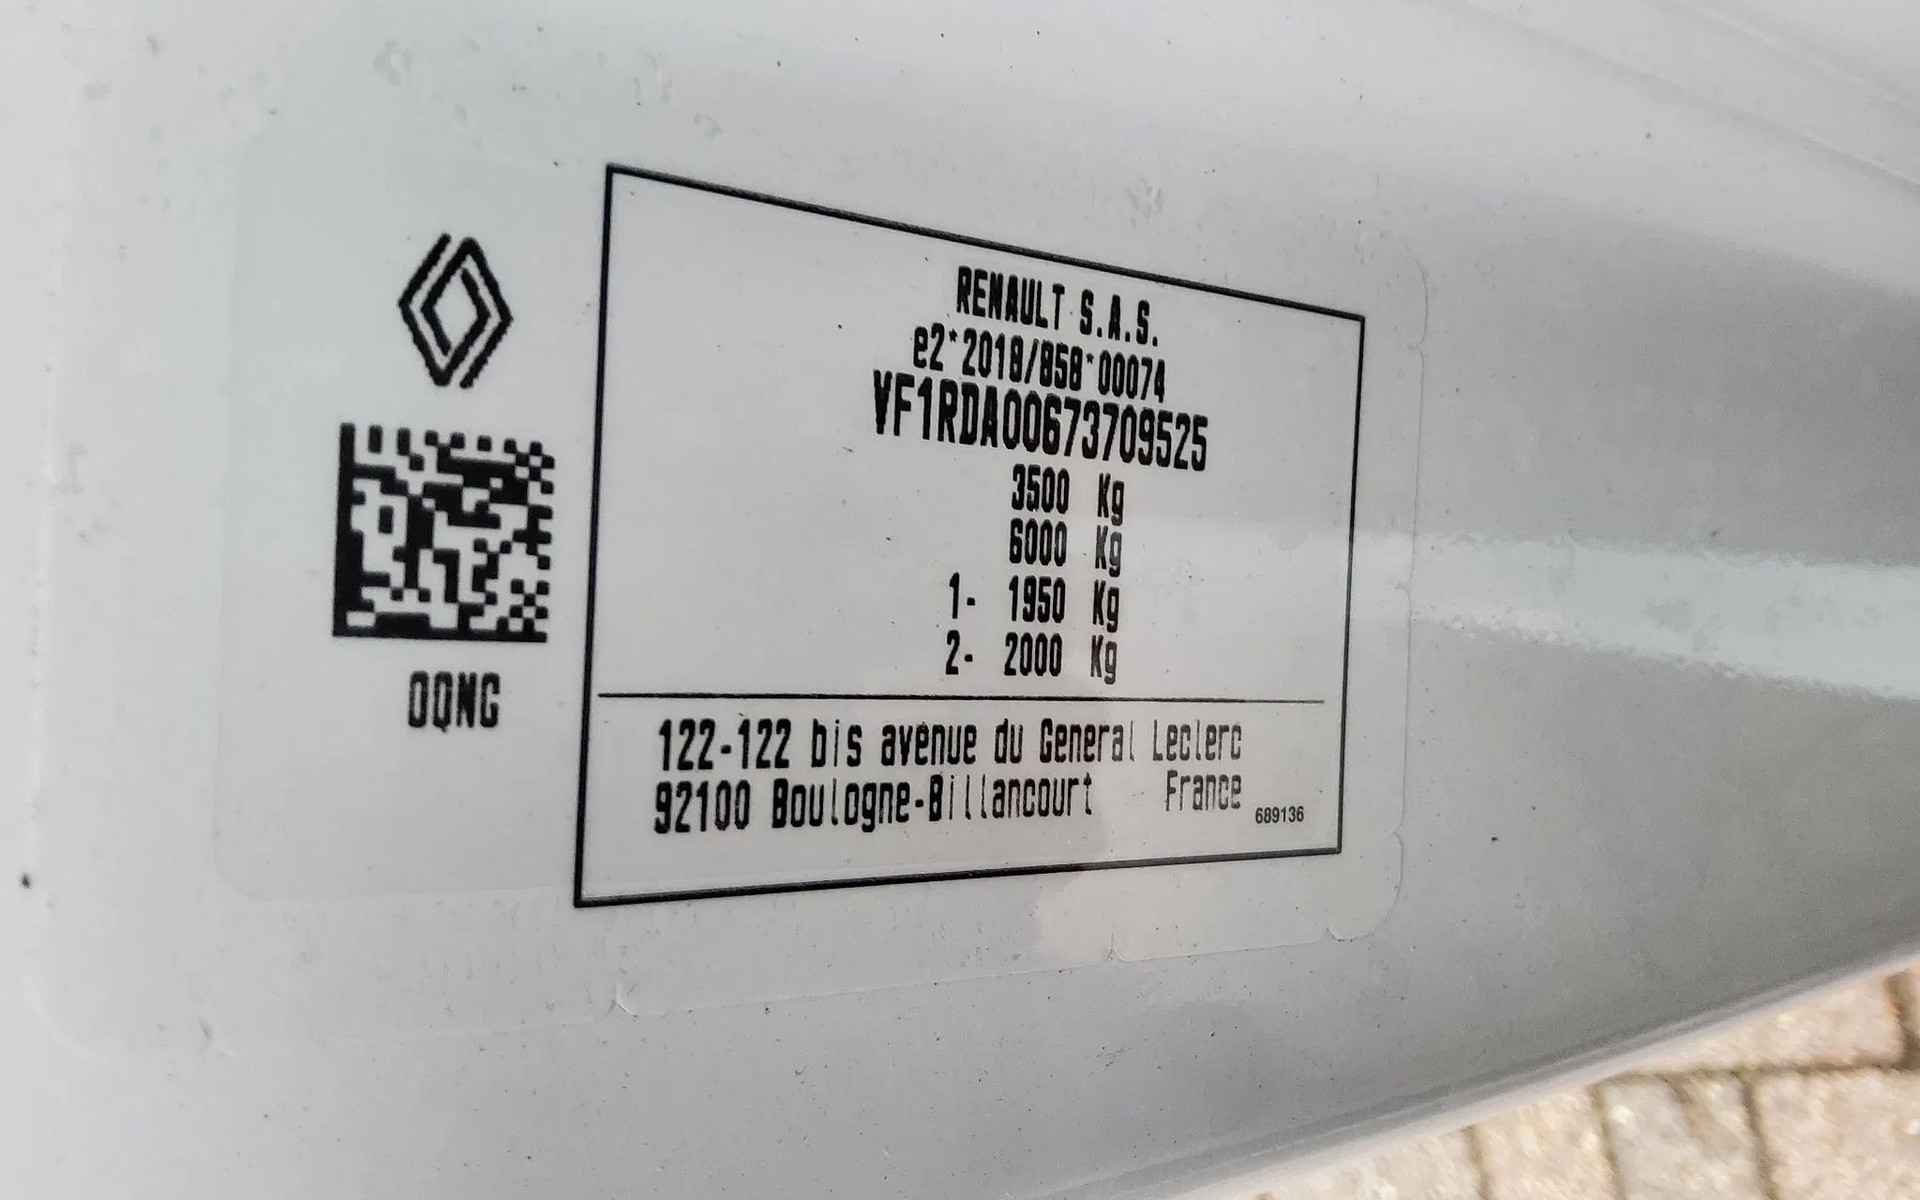 RENAULT S.A.S.
e2*2018/858*00074
VF1RDA00673709525
3500 Kg
6000 Kg
1- 1950 Kg
2- 2000 Kg
OQNG
122-122 bis avenue du General Leclerc
92100 Boulogne-Billancourt France
689136